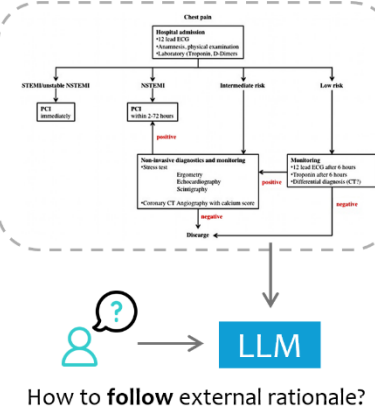 Chest pain
Hospital admission
•12 lead ECG
•Anamnesis, physical examination
•Laboratory (Troponin, D-Dimers
STEMI/unstable NSTEMI
NSTEMI
Intermediate risk
Low risk
PCI
immediately
PCI
within 2-72 hours
positive
Non-invasive diagnostics and monitoring
•Stress test
Ergometry
Echocardiography
Scintigraphy
•Coronary CT Angiography with calcium score
positive
Monitoring
•12 lead ECG after 6 hours
•Troponin after 6 hours
•Differential diagnosis (CT?)
negative
negative
Discarge
?
LLM
How to follow external rationale?